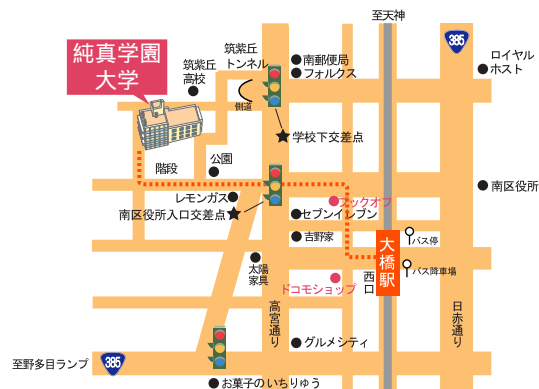 至天神
385
純真学園
大学
筑紫丘
高校
筑紫丘
トンネル
南郵便局
フォルクス
ロイヤル
ホスト
側道
学校下交差点
階段
公園
レモンガス
南区役所入口交差点
ブックオフ
セブンイレブン
南区役所
吉野家
大橋駅
バス停
バス降車場
西口
太陽
家具
ドコモショップ
高宮通り
日赤通り
グルメシティ
至野多目ランプ
385
お菓子のいちりゅう